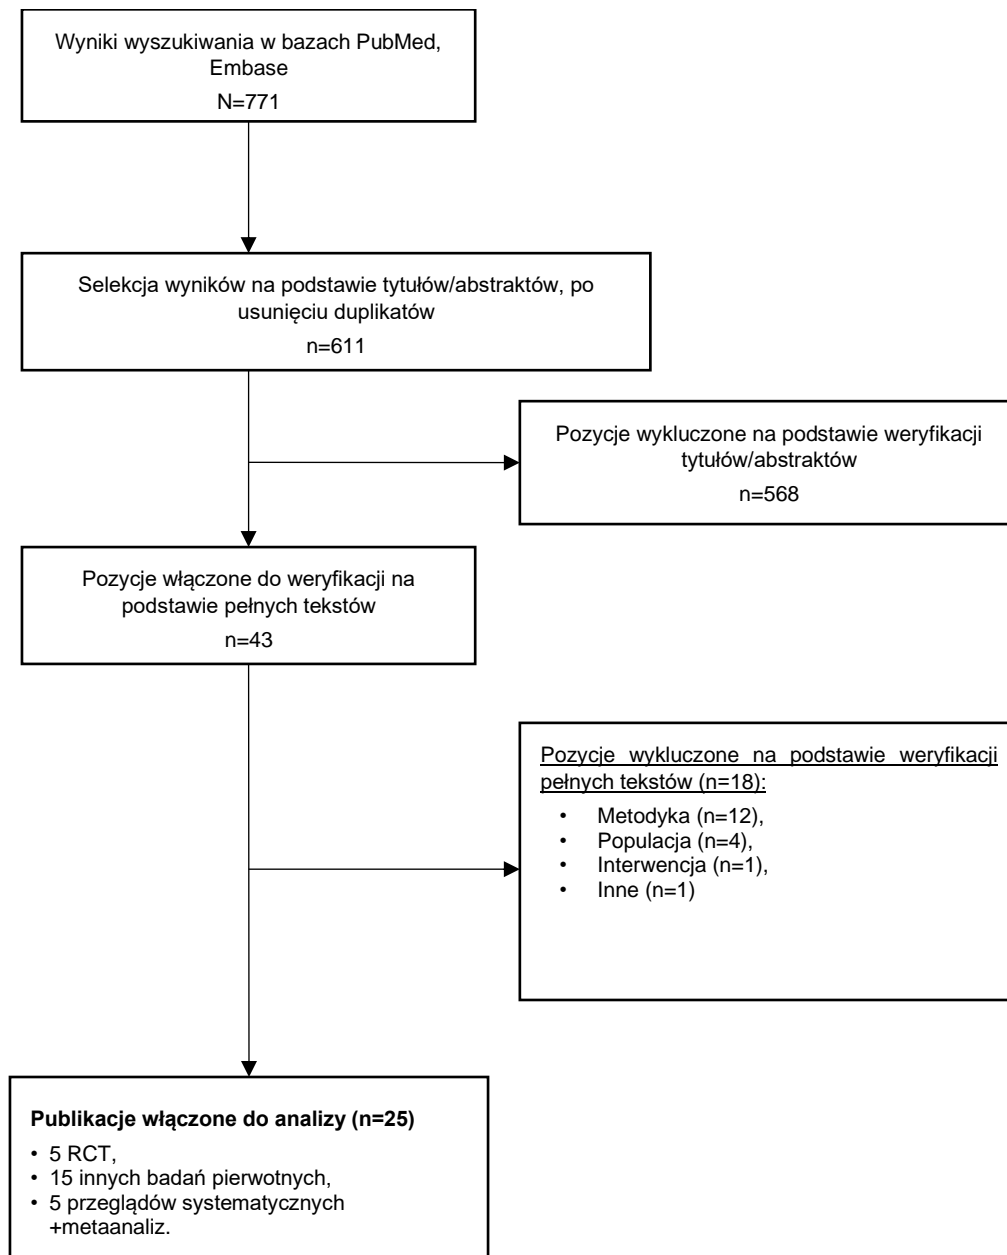 Wyniki wyszukiwania w bazach PubMed,
Embase
N=771
Selekcja wyników na podstawie tytułów/abstraktów, po
usunięciu duplikatów
n=611
Pozycje wykluczone na podstawie weryfikacji
tytułów/abstraktów
n=568
Pozycje włączone do weryfikacji na
podstawie pełnych tekstów
n=43
Pozycje wykluczone na podstawie weryfikacji
pełnych tekstów (n=18):
• Metodyka (n=12),
• Populacja (n=4),
• Interwencja (n=1),
• Inne (n=1)
Publikacje włączone do analizy (n=25)
• 5 RCT,
• 15 innych badań pierwotnych,
• 5 przeglądów systematycznych
+metaanaliz.